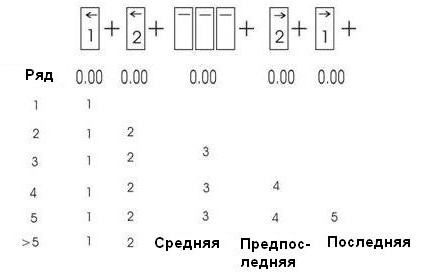 ← 1 + ← 2 + — — — + → 2 + → 1 +
Ряд 0.00 0.00 0.00 0.00 0.00
1 1
2 1 2
3 1 2 3
4 1 2 3 4
5 1 2 3 4 5
>5 1 2 Средняя Предпос- Последняя
ледняя